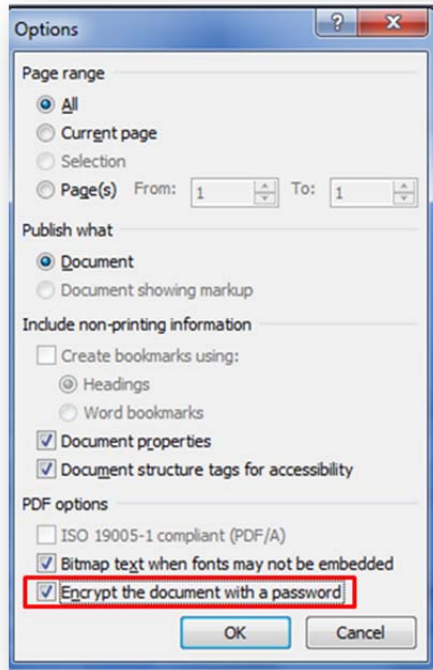 Options
Page range
All
Current page
Selection
Page(s) From: 1 To: 1
Publish what
Document
Document showing markup
Include non-printing information
Create bookmarks using:
Headings
Word bookmarks
Document properties
Document structure tags for accessibility
PDF options
ISO 19005-1 compliant (PDF/A)
Bitmap text when fonts may not be embedded
Encrypt the document with a password
OK Cancel